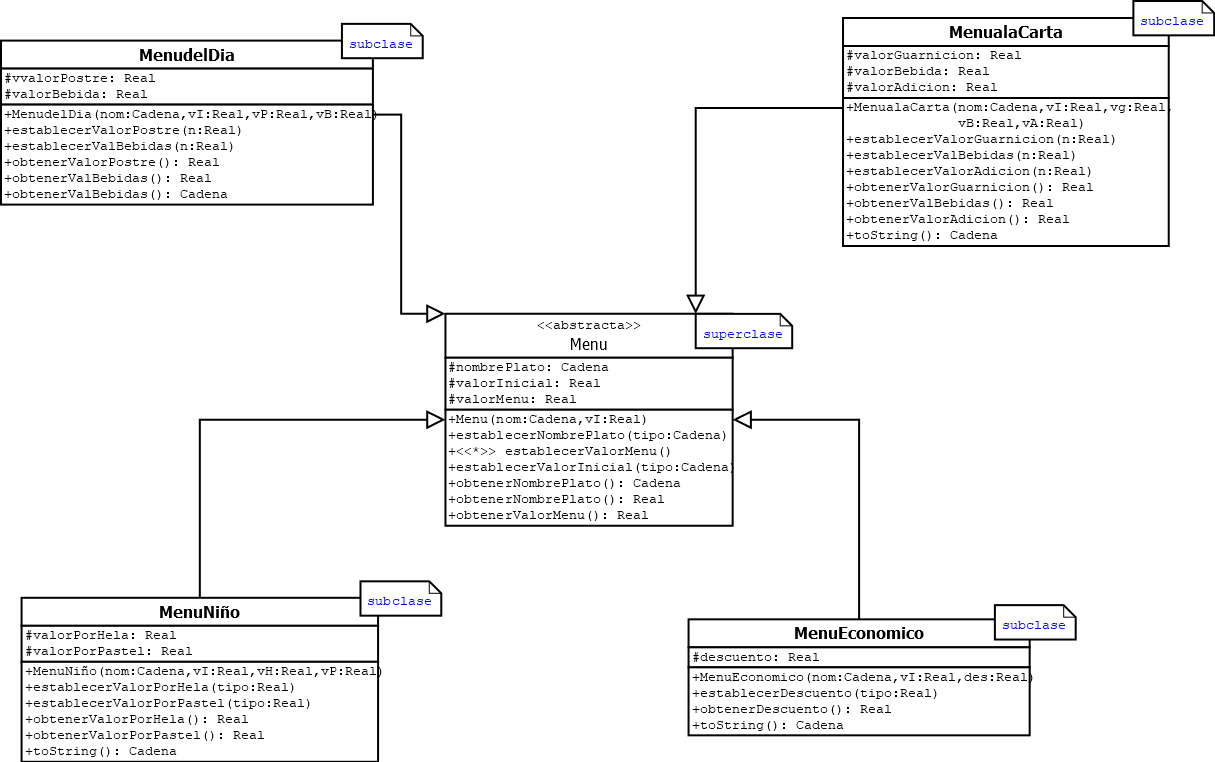 subclase
MenudelDia
#vvalorPostre: Real
#valorBebida: Real
+MenudelDia(nom:Cadena,vI:Real,vP:Real,vB:Real)
+establecerValorPostre(n:Real)
+establecerValBebidas(n:Real)
+obtenerValorPostre(): Real
+obtenerValBebidas(): Real
+obtenerValBebidas(): Cadena
subclase
MenualaCarta
#valorGuarnicion: Real
#valorBebida: Real
#valorAdicion: Real
+MenualaCarta(nom:Cadena,vI:Real,vg:Real,
vB:Real,vA:Real)
+establecerValorGuarnicion(n:Real)
+establecerValBebidas(n:Real)
+establecerValorAdicion(n:Real)
+obtenerValorGuarnicion(): Real
+obtenerValBebidas(): Real
+obtenerValorAdicion(): Real
+toString(): Cadena
superclase
<<abstracta>>
Menu
#nombrePlato: Cadena
#valorInicial: Real
#valorMenu: Real
+Menu(nom:Cadena,vI:Real)
+establecerNombrePlato(tipo:Cadena)
+<<*>> establecerValorMenu()
+establecerValorInicial(tipo:Cadena)
+obtenerNombrePlato(): Cadena
+obtenerNombrePlato(): Real
+obtenerValorMenu(): Real
subclase
MenuNiño
#valorPorHela: Real
#valorPorPastel: Real
+MenuNiño(nom:Cadena,vI:Real,vH:Real,vP:Real)
+establecerValorPorHela(tipo:Real)
+establecerValorPorPastel(tipo:Real)
+obtenerValorPorHela(): Real
+obtenerValorPorPastel(): Real
+toString(): Cadena
subclase
MenuEconomico
#descuento: Real
+MenuEconomico(nom:Cadena,vI:Real,des:Real)
+establecerDescuento(tipo:Real)
+obtenerDescuento(): Real
+toString(): Cadena